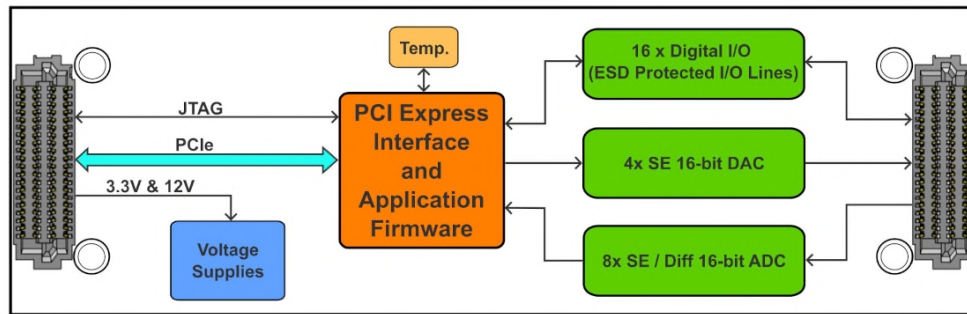 Temp.
16 x Digital I/O
(ESD Protected I/O Lines)
JTAG
PCIe
3.3V & 12V
PCI Express
Interface
and
Application
Firmware
4x SE 16-bit DAC
Voltage
Supplies
8x SE / Diff 16-bit ADC